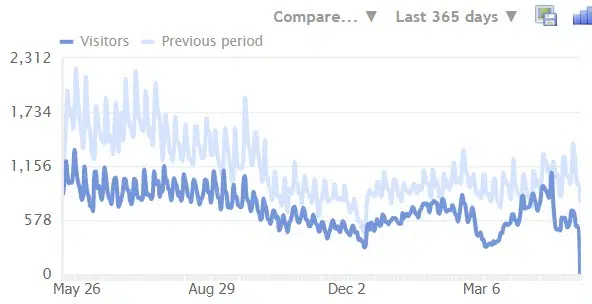 Compare... ▼ Last 365 days ▼
Visitors Previous period
2,312
1,734
1,156
578
0
May 26 Aug 29 Dec 2 Mar 6